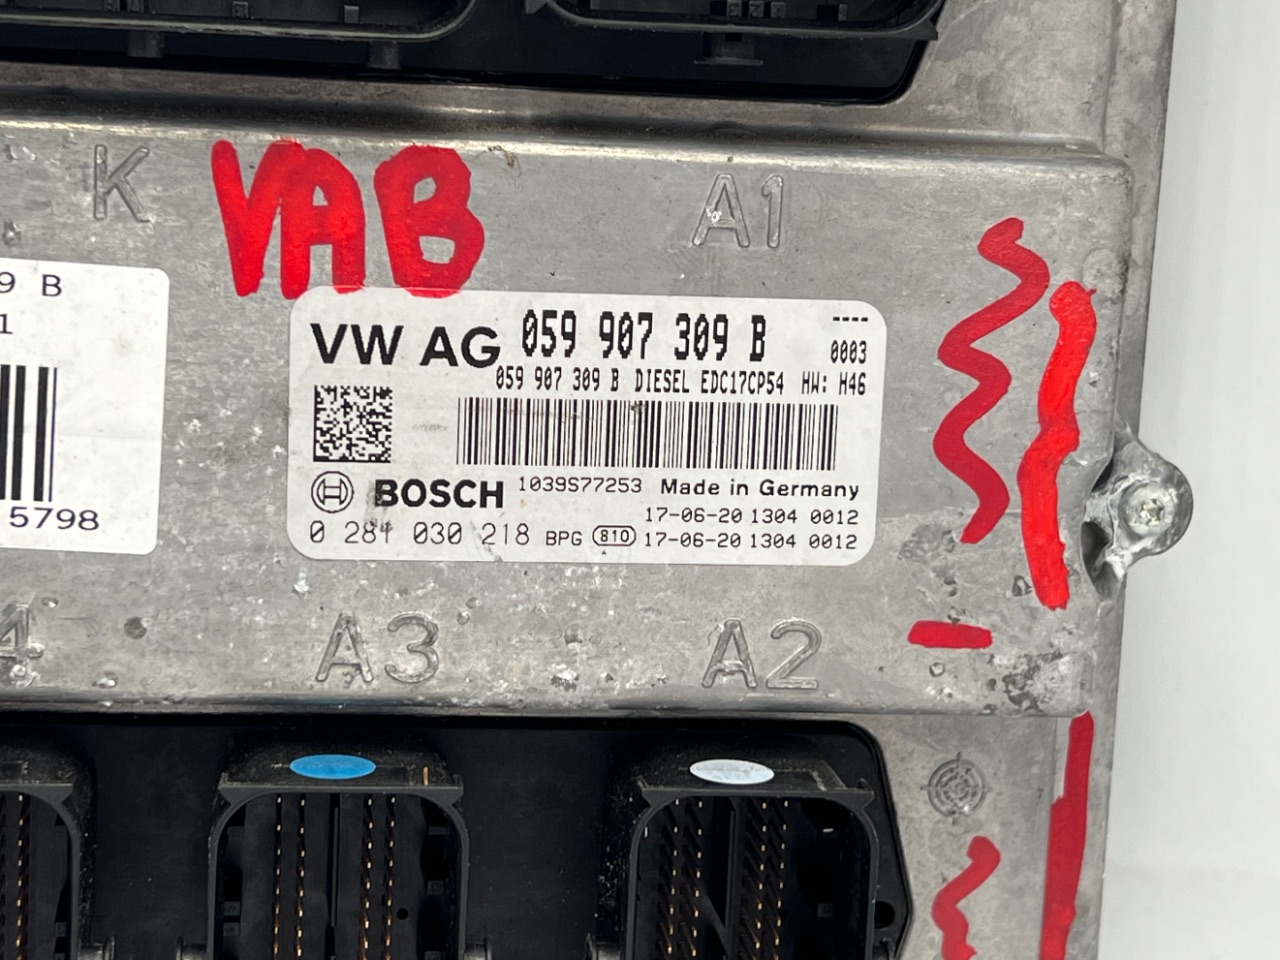 K
VAB
A1
9 B
1
5798
VW AG 059 907 309 B
----
0003
059 907 309 B DIESEL EDC17CP54 HW: H46
BOSCH 1039S77253 Made in Germany
17-06-20 1304 0012
0 281 030 218 BPG 810 17-06-20 1304 0012
4
A3
A2